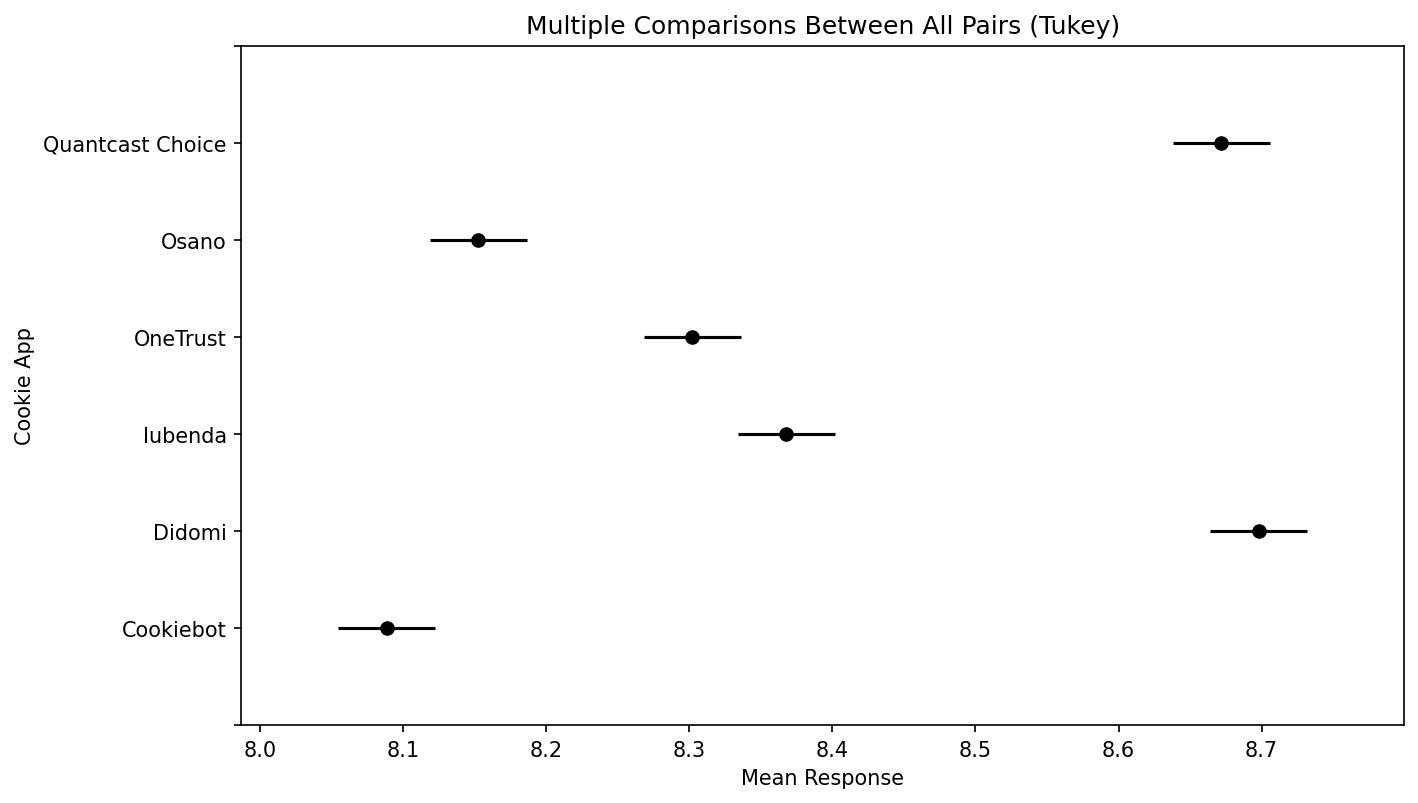 Multiple Comparisons Between All Pairs (Tukey)
Quantcast Choice
Osano
OneTrust
Iubenda
Didomi
Cookiebot
Cookie App
8.0 8.1 8.2 8.3 8.4 8.5 8.6 8.7
Mean Response